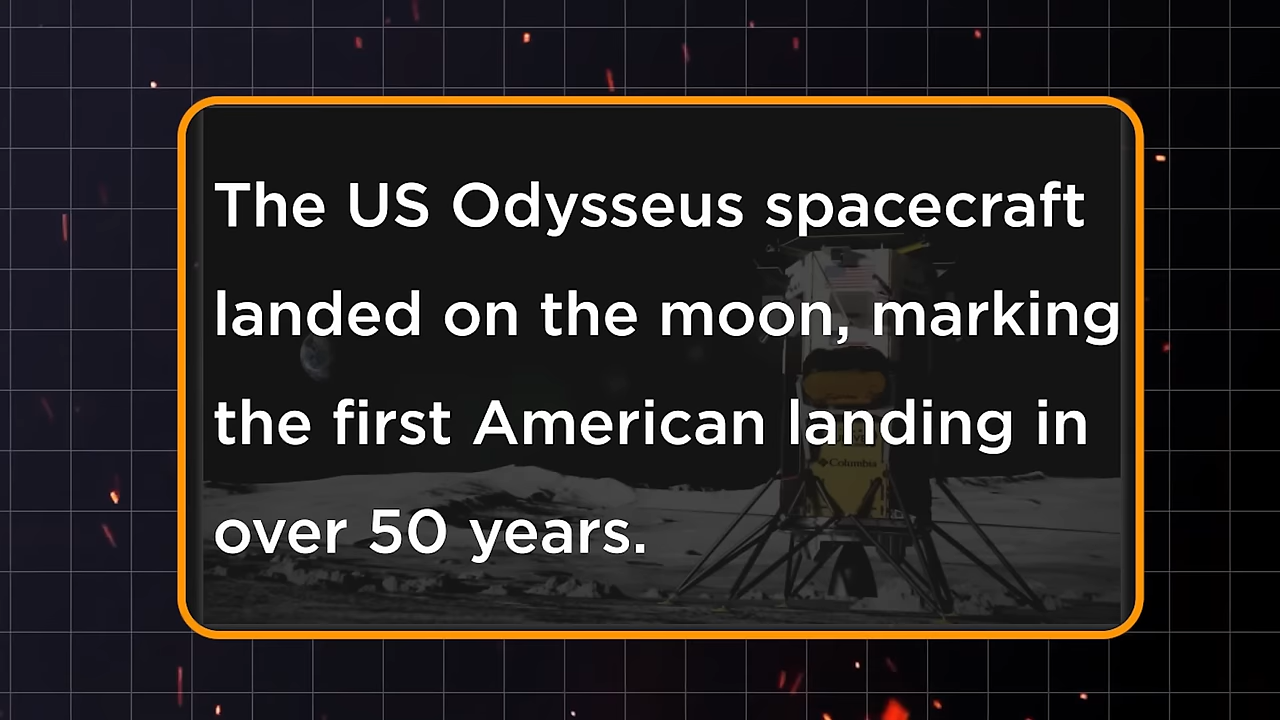 The US Odysseus spacecraft
landed on the moon, marking
the first American landing in
over 50 years.
Columbia